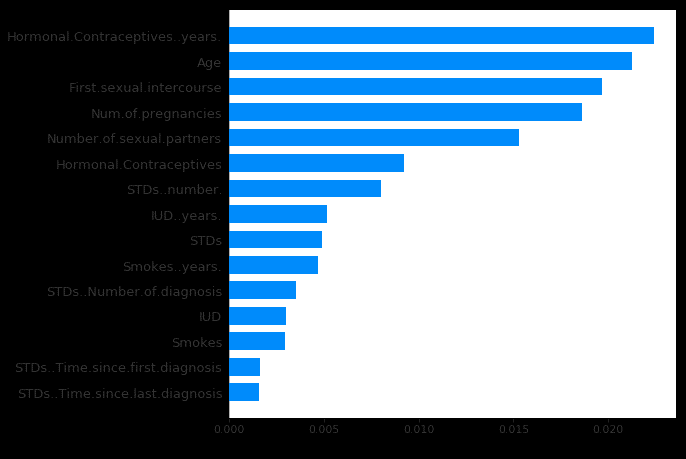 Hormonal.Contraceptives..years.
Age
First.sexual.intercourse
Num.of.pregnancies
Number.of.sexual.partners
Hormonal.Contraceptives
STDs..number.
IUD..years.
STDs
Smokes..years.
STDs..Number.of.diagnosis
IUD
Smokes
STDs..Time.since.first.diagnosis
STDs..Time.since.last.diagnosis
0.000 0.005 0.010 0.015 0.020